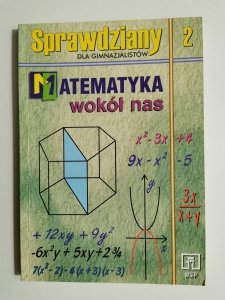 Sprawdziany 2
DLA GIMNAZJALISTÓW
MATEMATYKA
wokół nas
x²-3x +4
9x - x² -5
y
3x
x+y
x
+ 12xy + 9y²
-6x²y + 5xy + 2¾
7(x²-2)-4(x+3)(x-3)
WSiP